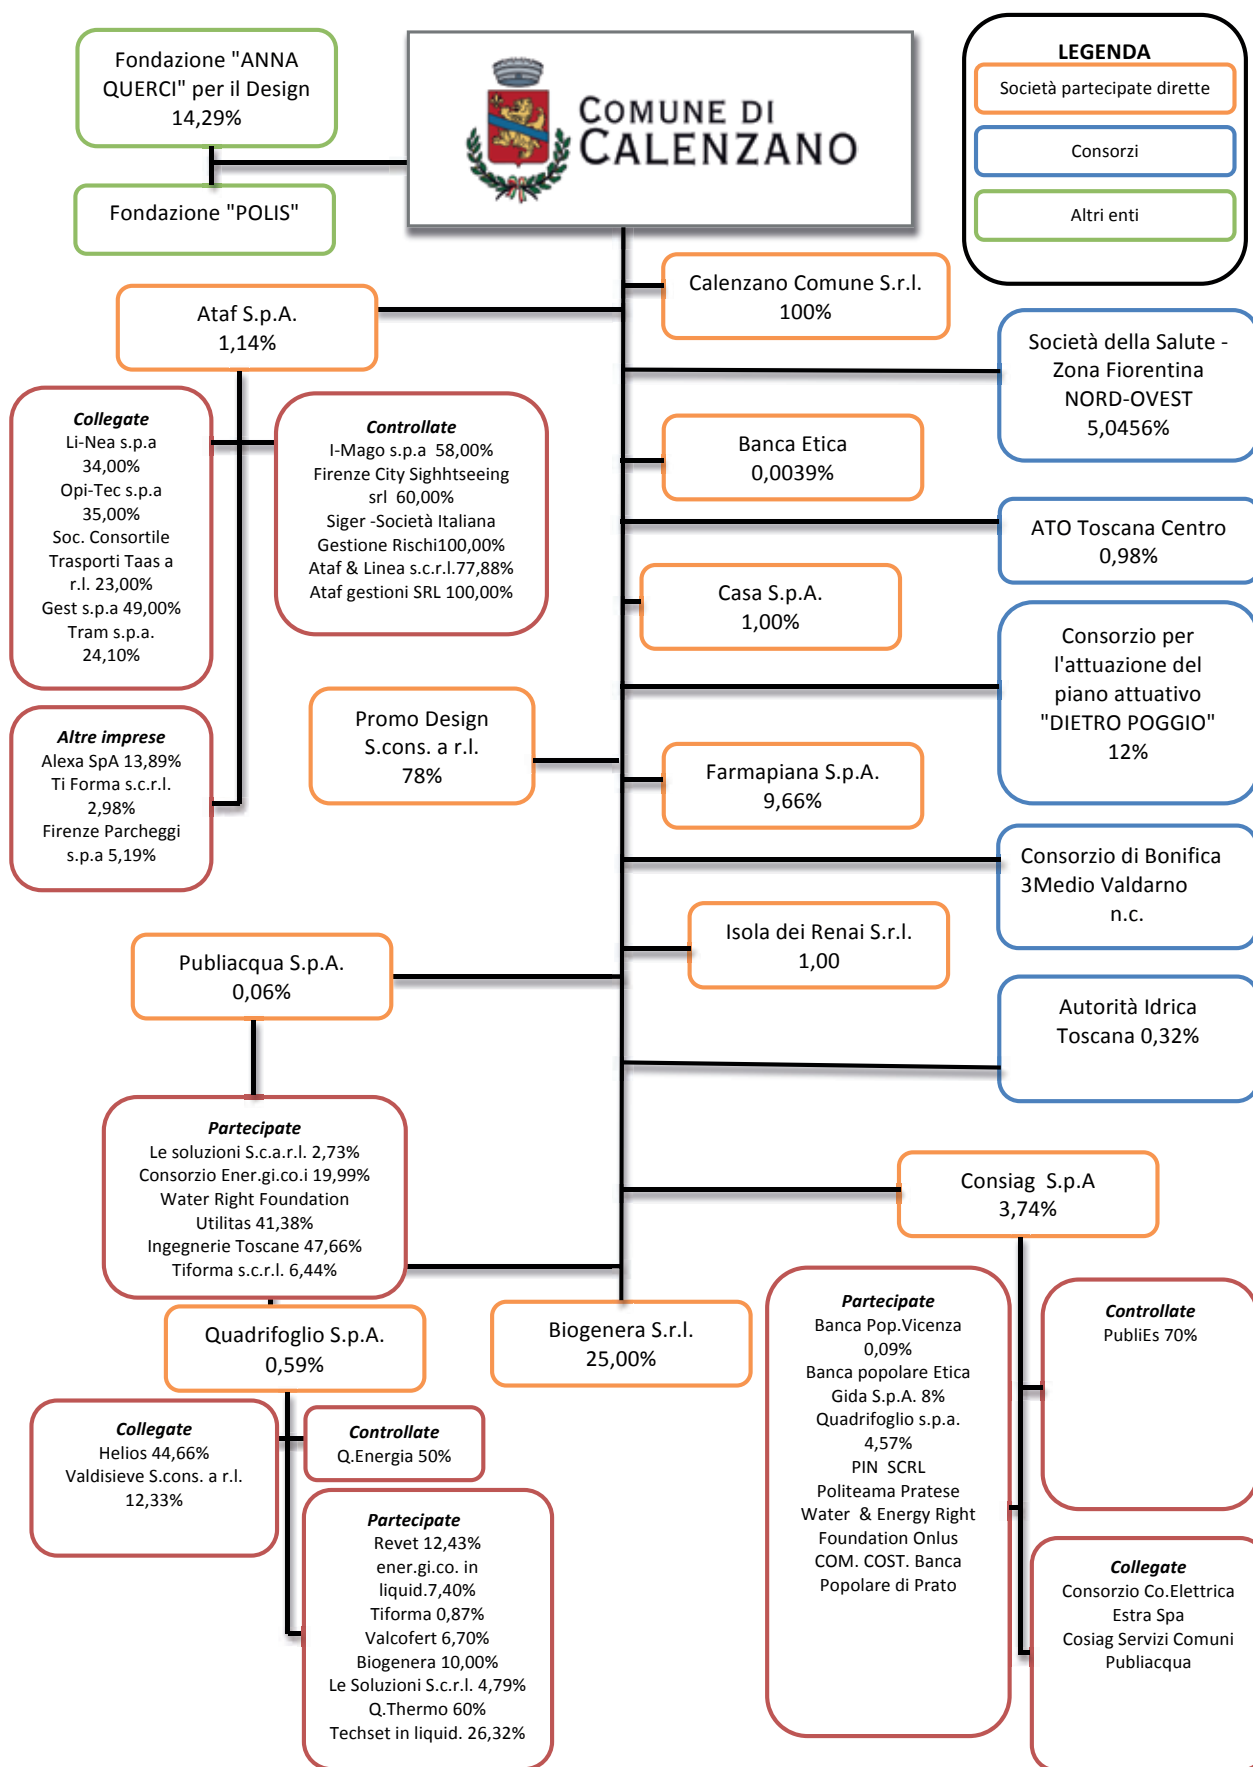 Fondazione "ANNA
QUERCI" per il Design
14,29%
Fondazione "POLIS"
COMUNE DI
CALENZANO
LEGENDA
Società partecipate dirette
Consorzi
Altri enti
Ataf S.p.A.
1,14%
Calenzano Comune S.r.l.
100%
Società della Salute -
Zona Fiorentina
NORD-OVEST
5,0456%
Collegate
Li-Nea s.p.a
34,00%
Opi-Tec s.p.a
35,00%
Soc. Consortile
Trasporti Taas a
r.l. 23,00%
Gest s.p.a 49,00%
Tram s.p.a.
24,10%
Controllate
I-Mago s.p.a  58,00%
Firenze City Sighhtseeing
srl  60,00%
Siger -Società Italiana
Gestione Rischi100,00%
Ataf & Linea s.c.r.l.77,88%
Ataf gestioni SRL 100,00%
Banca Etica
0,0039%
ATO Toscana Centro
0,98%
Casa S.p.A.
1,00%
Consorzio per
l'attuazione del
piano attuativo
"DIETRO POGGIO"
12%
Promo Design
S.cons. a r.l.
78%
Altre imprese
Alexa SpA 13,89%
Ti Forma s.c.r.l.
2,98%
Firenze Parcheggi
s.p.a 5,19%
Farmapiana S.p.A.
9,66%
Consorzio di Bonifica
3Medio Valdarno
n.c.
Isola dei Renai S.r.l.
1,00
Publiacqua S.p.A.
0,06%
Autorità Idrica
Toscana 0,32%
Partecipate
Le soluzioni S.c.a.r.l. 2,73%
Consorzio Ener.gi.co.i 19,99%
Water Right Foundation
Utilitas 41,38%
Ingegnerie Toscane 47,66%
Tiforma s.c.r.l. 6,44%
Consiag  S.p.A
3,74%
Quadrifoglio S.p.A.
0,59%
Biogenera S.r.l.
25,00%
Partecipate
Banca Pop.Vicenza
0,09%
Banca popolare Etica
Gida S.p.A. 8%
Quadrifoglio s.p.a.
4,57%
PIN  SCRL
Politeama Pratese
Water  & Energy Right
Foundation Onlus
COM. COST. Banca
Popolare di Prato
Controllate
PubliEs 70%
Collegate
Helios 44,66%
Valdisieve S.cons. a r.l.
12,33%
Controllate
Q.Energia 50%
Partecipate
Revet 12,43%
ener.gi.co. in
liquid.7,40%
Tiforma 0,87%
Valcofert 6,70%
Biogenera 10,00%
Le Soluzioni S.c.r.l. 4,79%
Q.Thermo 60%
Techset in liquid. 26,32%
Collegate
Consorzio Co.Elettrica
Estra Spa
Cosiag Servizi Comuni
Publiacqua